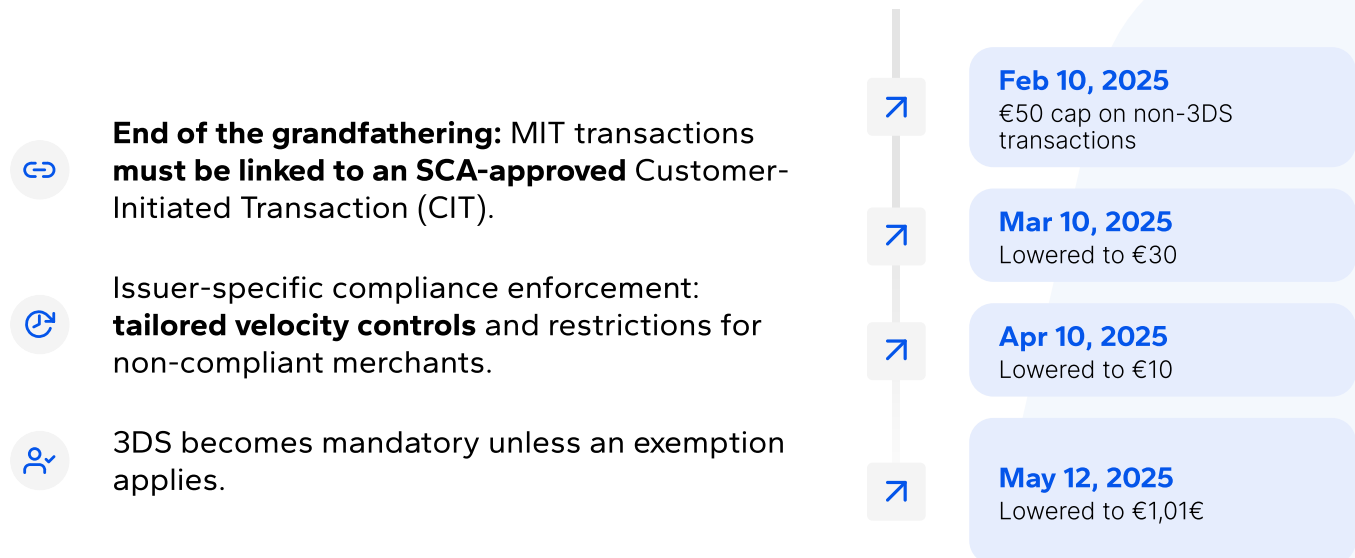 End of the grandfathering: MIT transactions
must be linked to an SCA-approved Customer-
Initiated Transaction (CIT).
Issuer-specific compliance enforcement:
tailored velocity controls and restrictions for
non-compliant merchants.
3DS becomes mandatory unless an exemption
applies.
Feb 10, 2025
€50 cap on non-3DS
transactions
Mar 10, 2025
Lowered to €30
Apr 10, 2025
Lowered to €10
May 12, 2025
Lowered to €1,01€